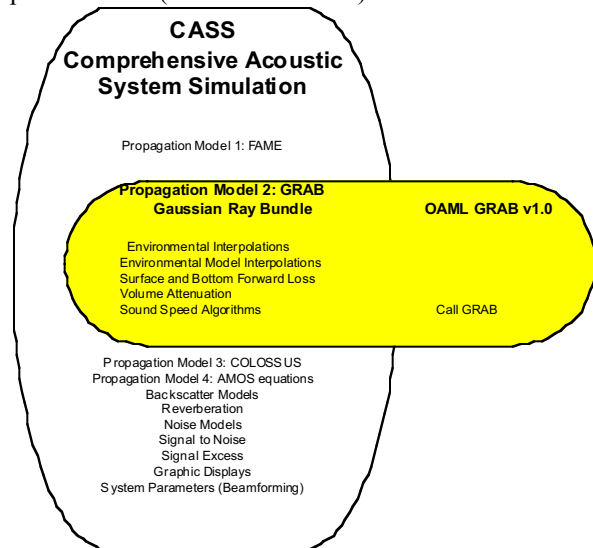 CASS
Comprehensive Acoustic
System Simulation
Propagation Model 1: FAME
Propagation Model 2: GRAB
Gaussian Ray Bundle OAML GRAB v1.0
Environmental Interpolations
Environmental Model Interpolations
Surface and Bottom Forward Loss
Volume Attenuation
Sound Speed Algorithms Call GRAB
Propagation Model 3: COLOSSUS
Propagation Model 4: AMOS equations
Backscatter Models
Reverberation
Noise Models
Signal to Noise
Signal Excess
Graphic Displays
System Parameters (Beamforming)